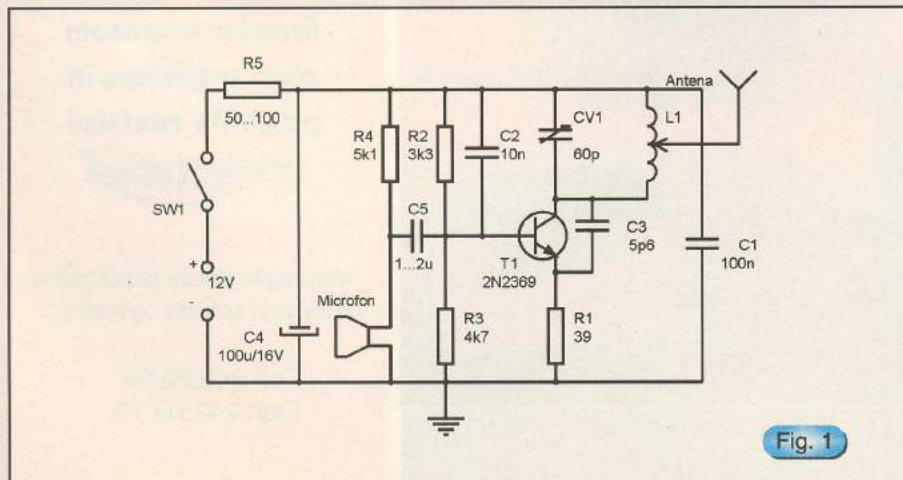 R5
50...100
SW1
+
12V
-
C4
100u/16V
Microfon
R4
5k1
C5
1...2u
R2
3k3
R3
4k7
C2
10n
T1
2N2369
CV1
60p
C3
5p6
R1
39
Antena
L1
C1
100n
Fig. 1